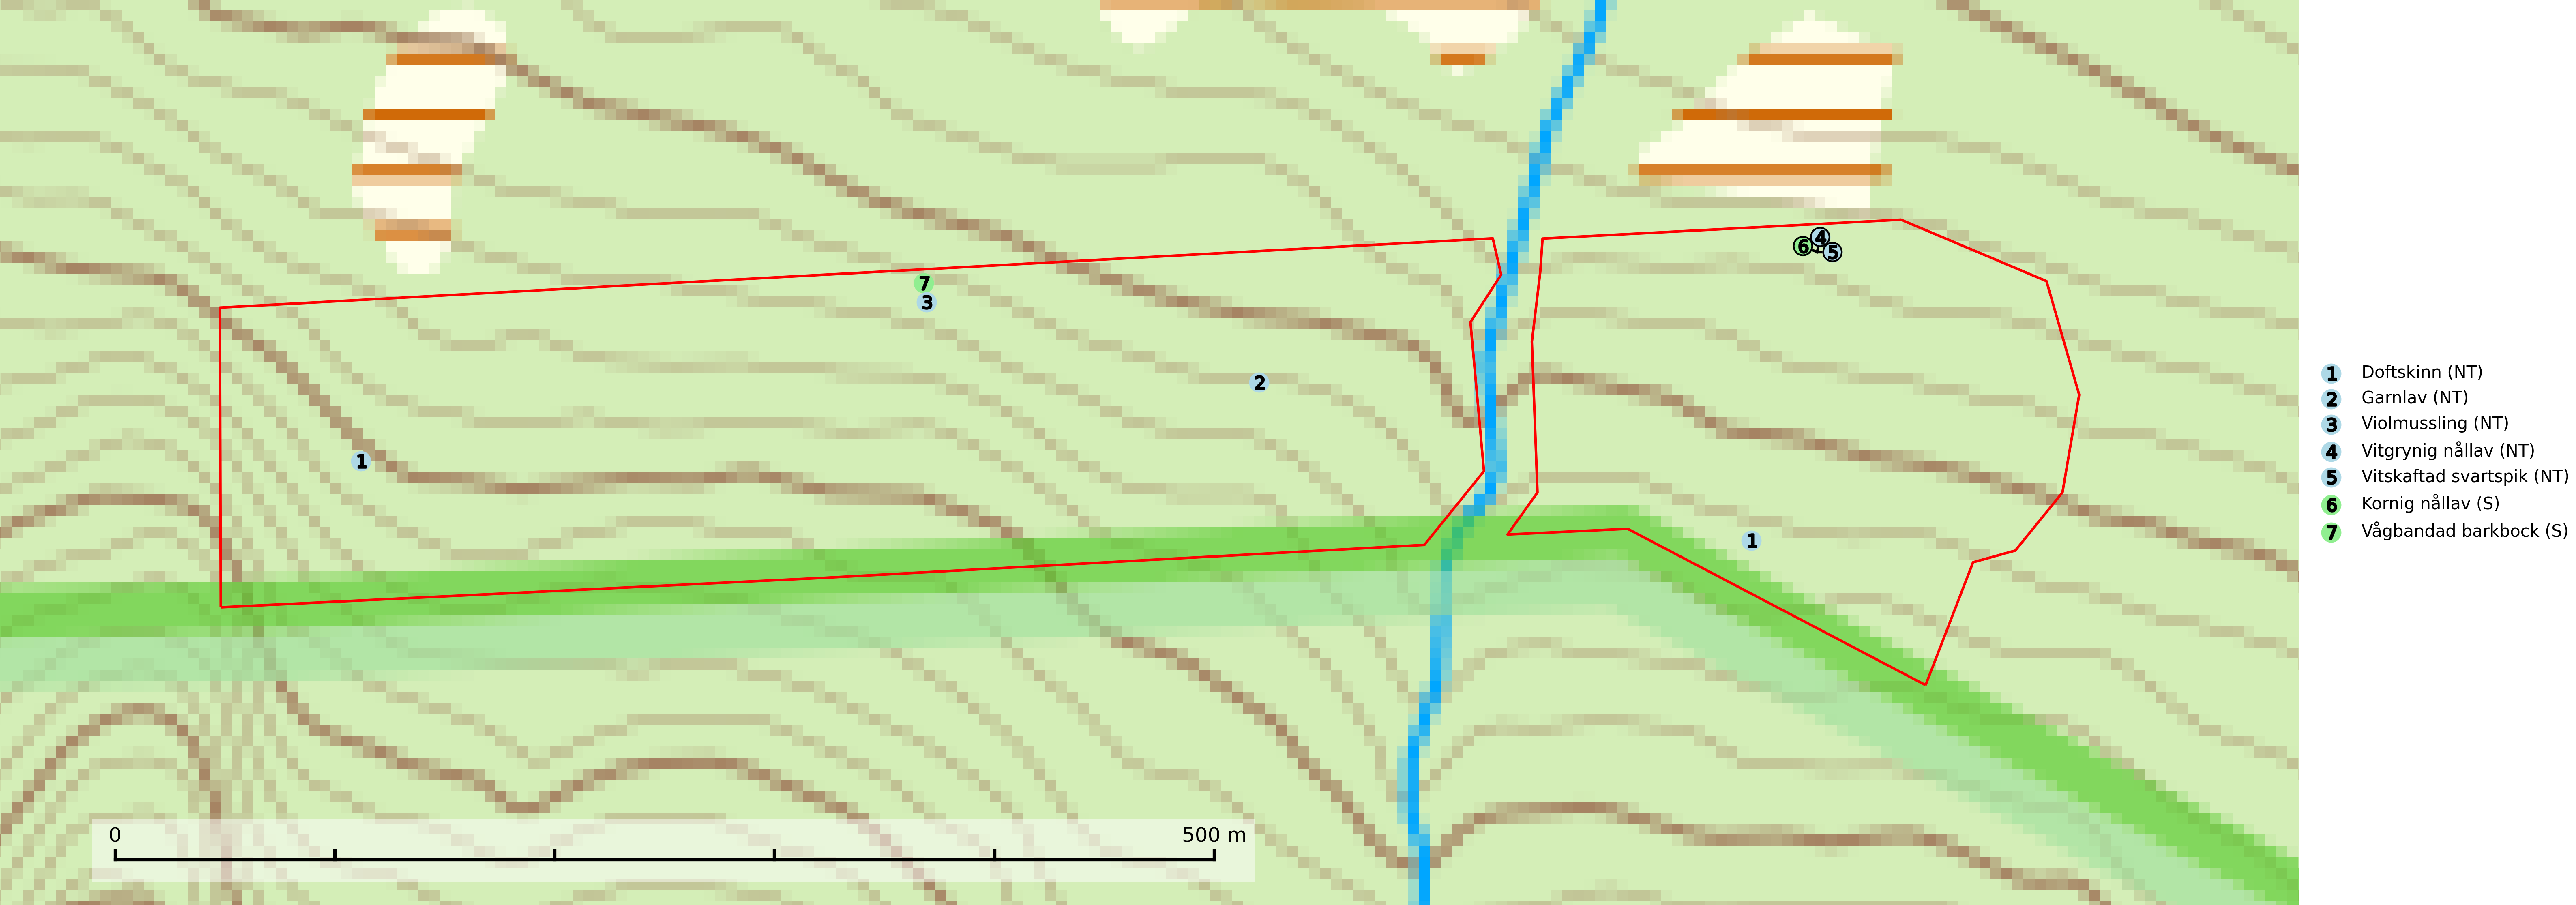 6 4 5
7
3
2
1
1
0 500 m
1 Doftskinn (NT)
2 Garnlav (NT)
3 Violmussling (NT)
4 Vitgrynig nållav (NT)
5 Vitskaftad svartspik (NT)
6 Kornig nållav (S)
7 Vågbandad barkbock (S)